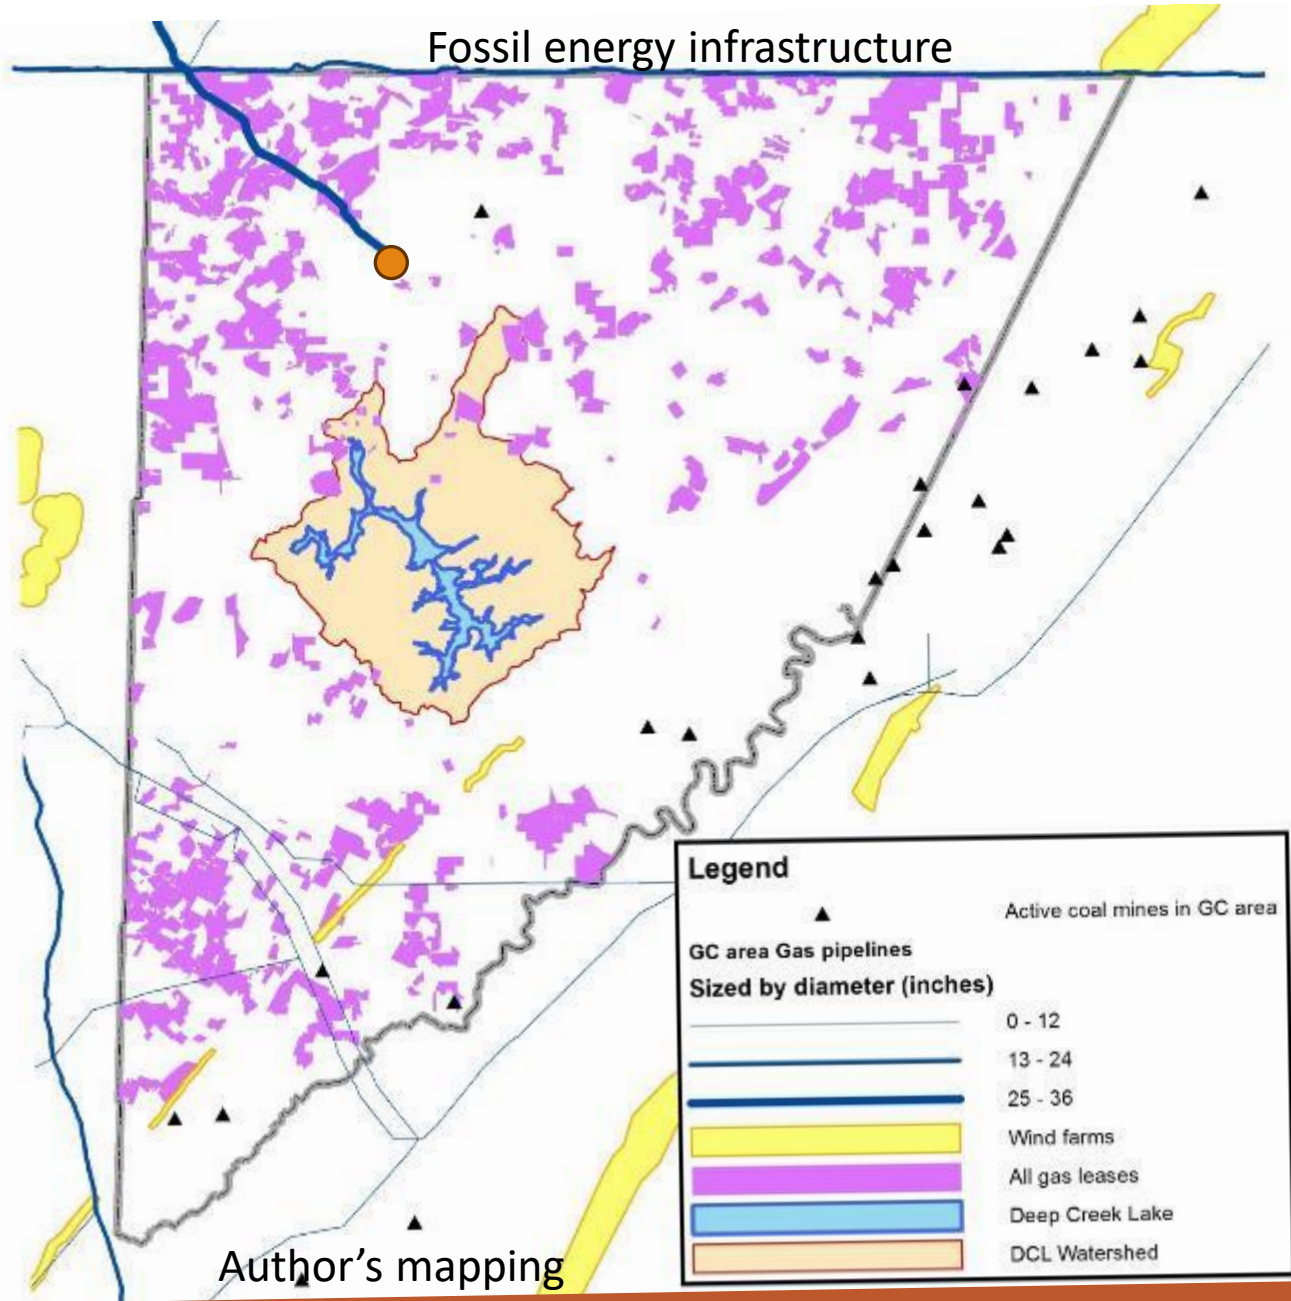 Fossil energy infrastructure
Legend
Active coal mines in GC area
GC area Gas pipelines
Sized by diameter (inches)
0 - 12
13 - 24
25 - 36
Wind farms
All gas leases
Deep Creek Lake
DCL Watershed
Author’s mapping